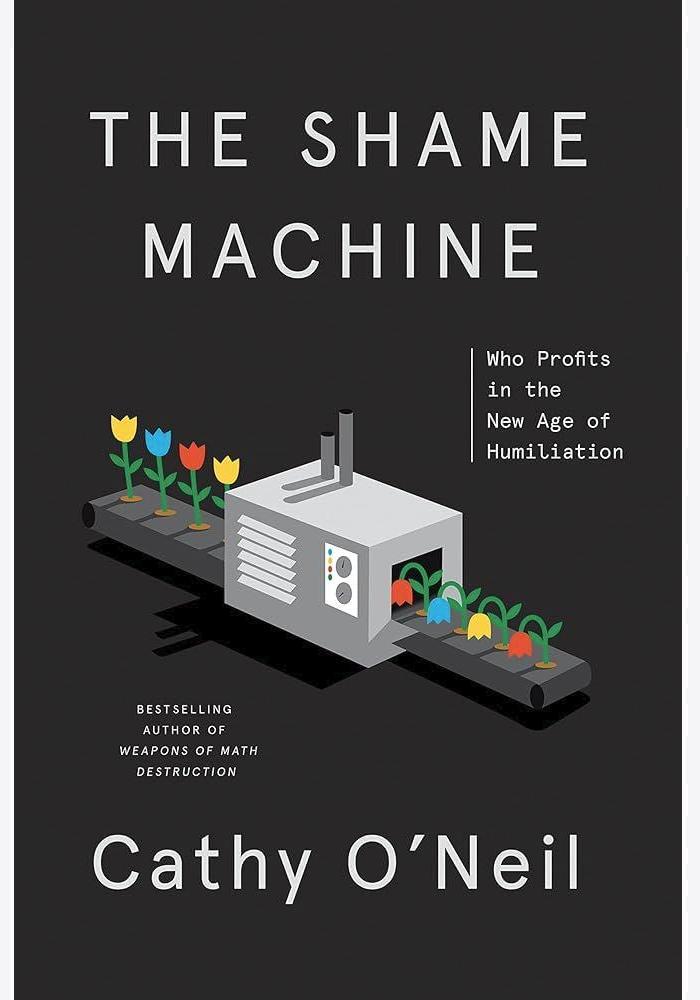 THE SHAME
MACHINE
Who Profits
in the
New Age of
Humiliation
BESTSELLING
AUTHOR OF
WEAPONS OF MATH
DESTRUCTION
Cathy O’Neil